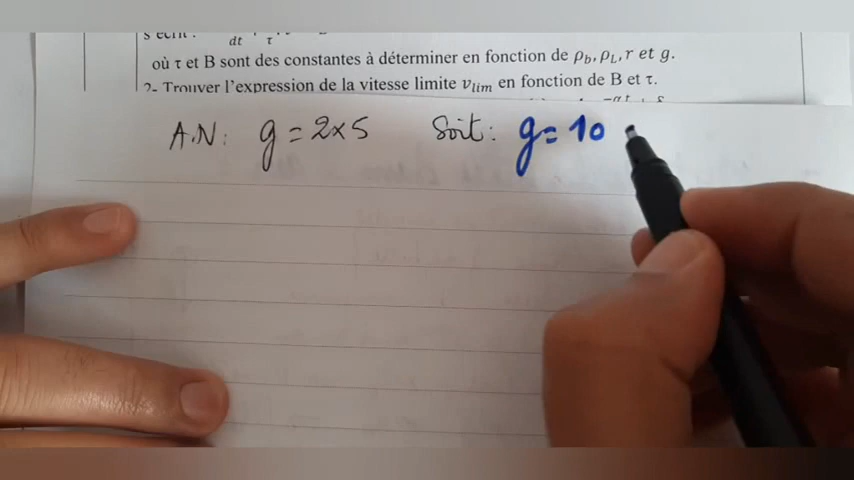 dt τ
où τ et B sont des constantes à déterminer en fonction de ρb, ρL, r et g.
2- Trouver l'expression de la vitesse limite vlim en fonction de B et τ.
A.N: g = 2×5 Soit: g = 10